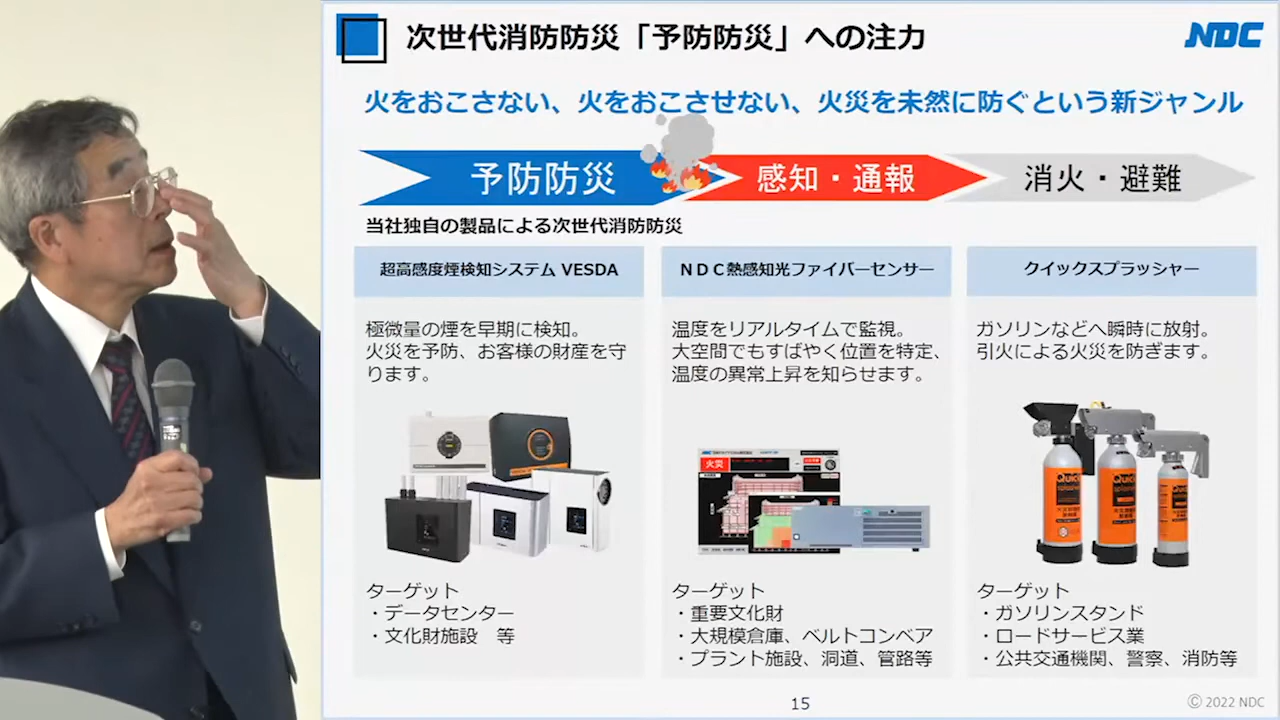 次世代消防防災「予防防災」への注力
NDC
火をおこさない、火をおこさせない、火災を未然に防ぐという新ジャンル
予防防災
感知・通報
消火・避難
当社独自の製品による次世代消防防災
超高感度煙検知システム VESDA
極微量の煙を早期に検知。
火災を予防、お客様の財産を守
ります。
ターゲット
・データセンター
・文化財施設　等
NDC熱感知光ファイバーセンサー
温度をリアルタイムで監視。
大空間でもすばやく位置を特定、
温度の異常上昇を知らせます。
火災
ターゲット
・重要文化財
・大規模倉庫、ベルトコンベア
・プラント施設、洞道、管路等
クイックスプラッシャー
ガソリンなどへ瞬時に放射。
引火による火災を防ぎます。
Quick
Quick
Quick
ターゲット
・ガソリンスタンド
・ロードサービス業
・公共交通機関、警察、消防等
15
© 2022 NDC